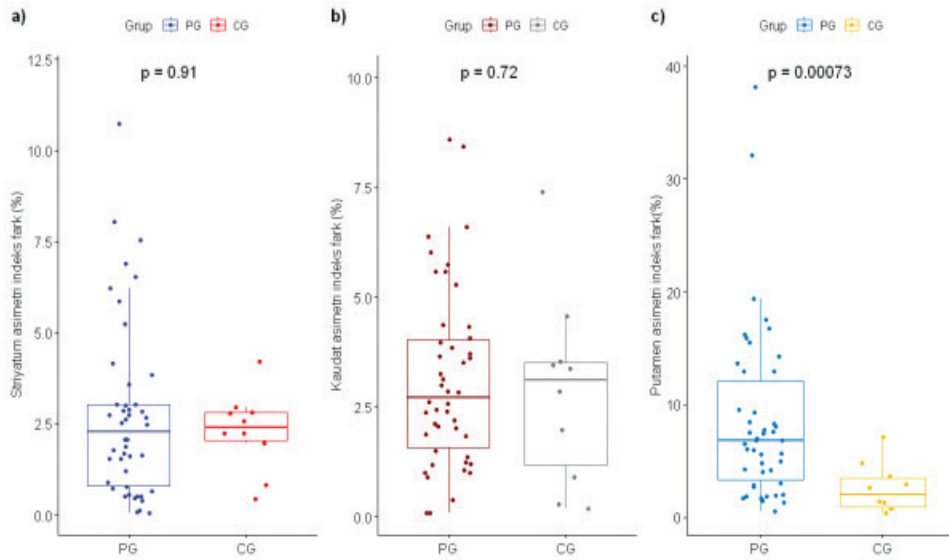 a)
Grup PG CG
p = 0.91
Striyatum asimetri indeks fark (%)
12.5
10.0
7.5
5.0
2.5
0.0
PG CG
b)
Grup PG CG
p = 0.72
Kaudat asimetri indeks fark (%)
10.0
7.5
5.0
2.5
0.0
PG CG
c)
Grup PG CG
p = 0.00073
Putamen asimetri indeks fark(%)
40
30
20
10
0
PG CG